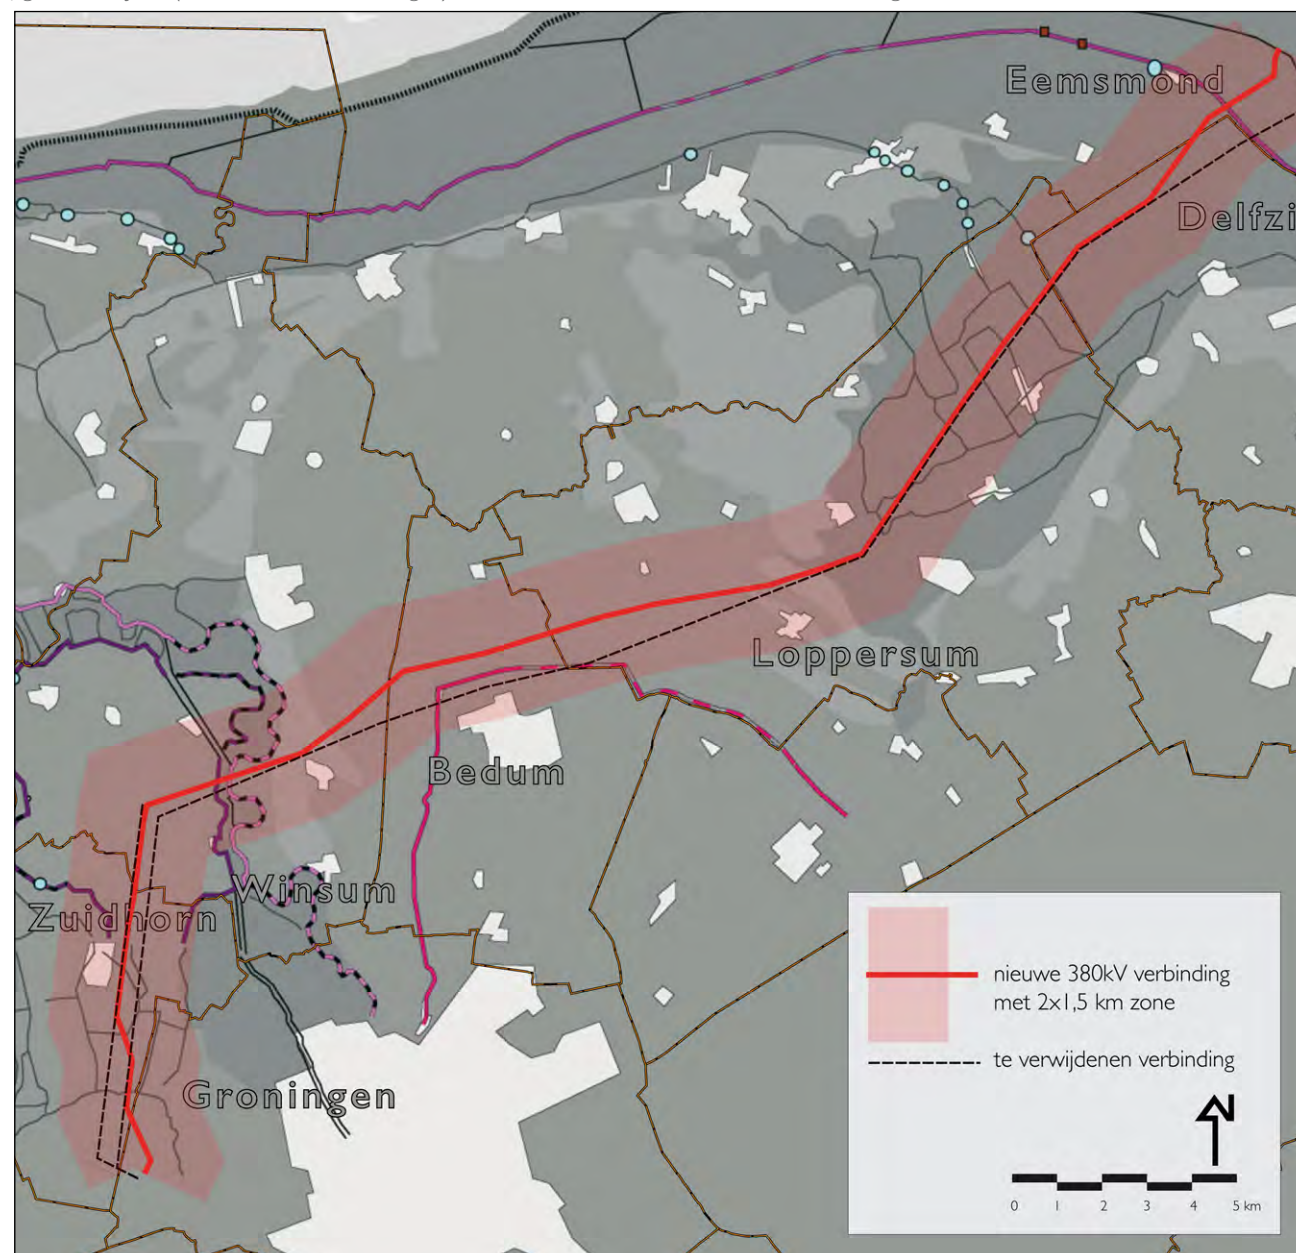 Eemsmond
Delfzi
Loppersum
Bedum
Winsum
Zuidhorn
Groningen
nieuwe 380kV verbinding
met 2x1,5 km zone
te verwijdenen verbinding
N
0 1 2 3 4 5 km